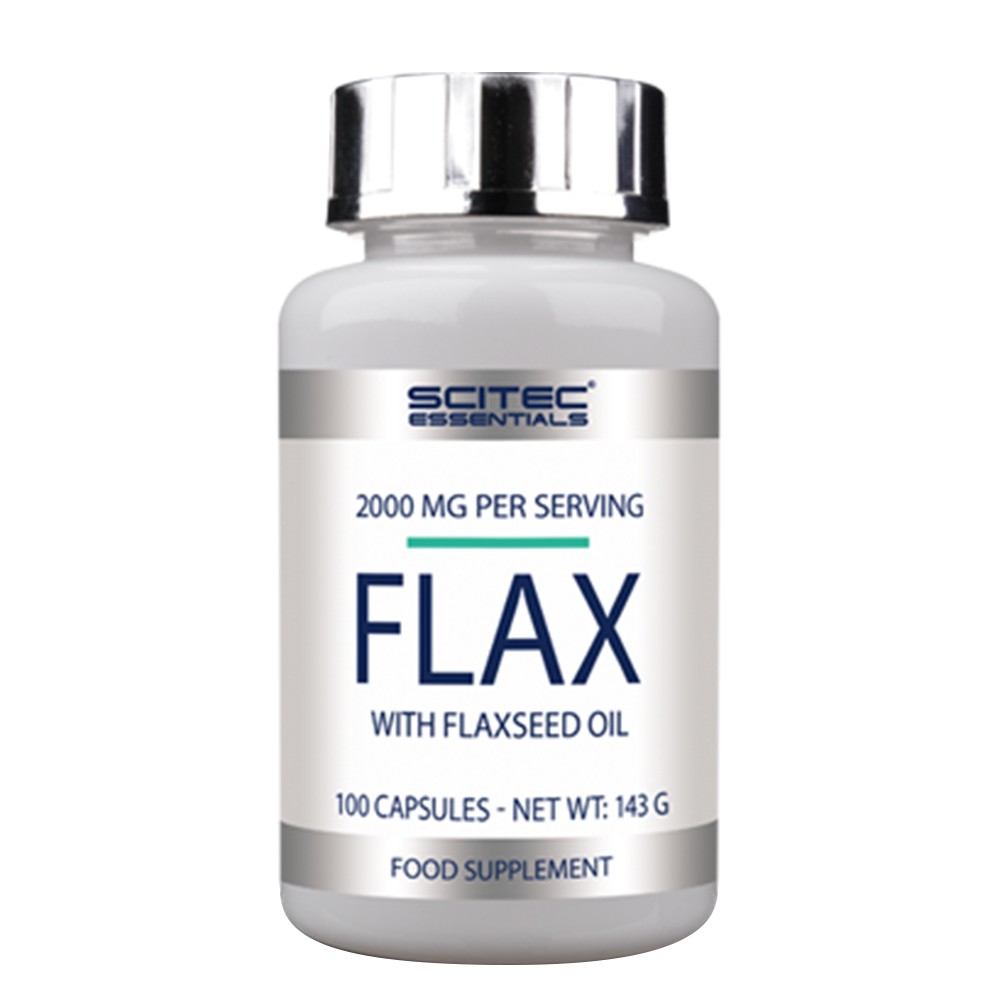 SCITEC®
ESSENTIALS
2000 MG PER SERVING
FLAX
WITH FLAXSEED OIL
100 CAPSULES - NET WT: 143 G
FOOD SUPPLEMENT